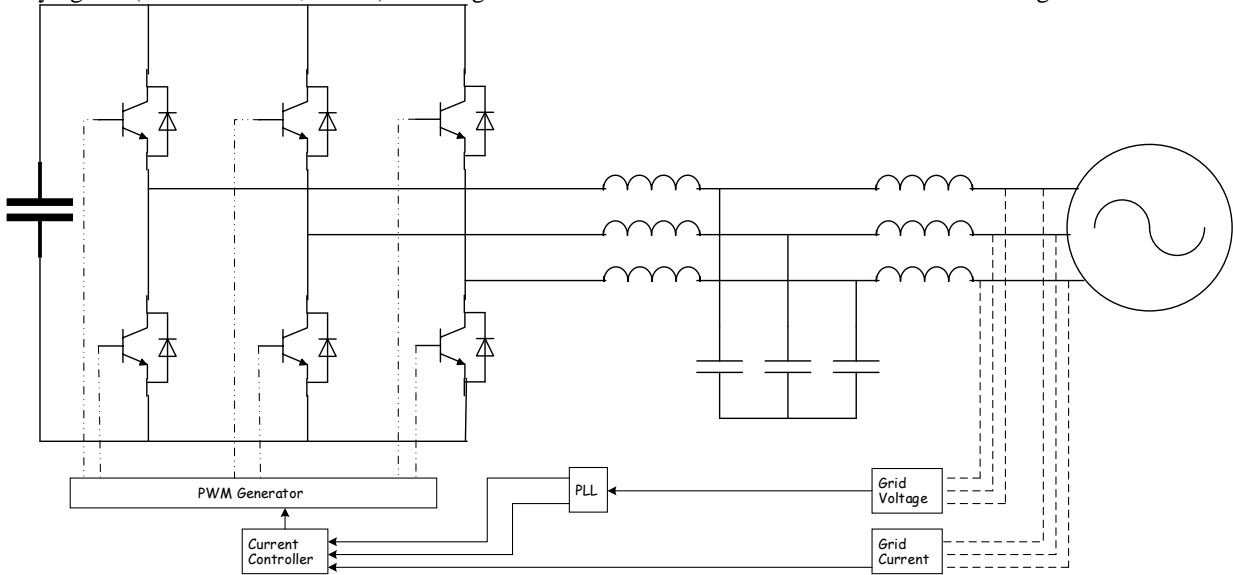 PWM Generator
PLL
Grid
Voltage
Current
Controller
Grid
Current